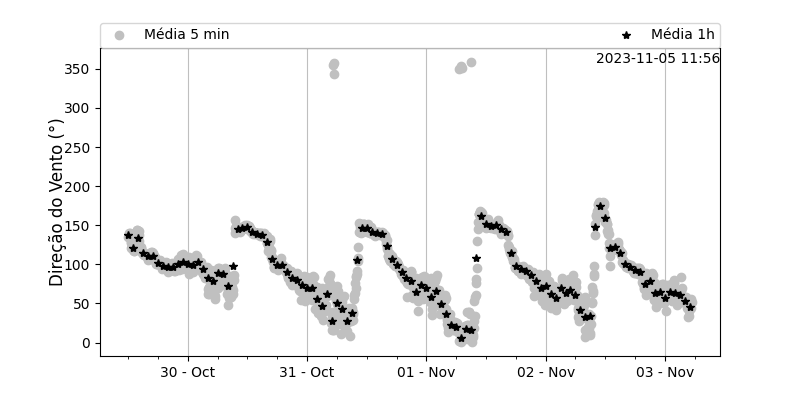 Média 5 min
Média 1h
2023-11-05 11:56
Direção do Vento (°)
350
300
250
200
150
100
50
0
30 - Oct
31 - Oct
01 - Nov
02 - Nov
03 - Nov